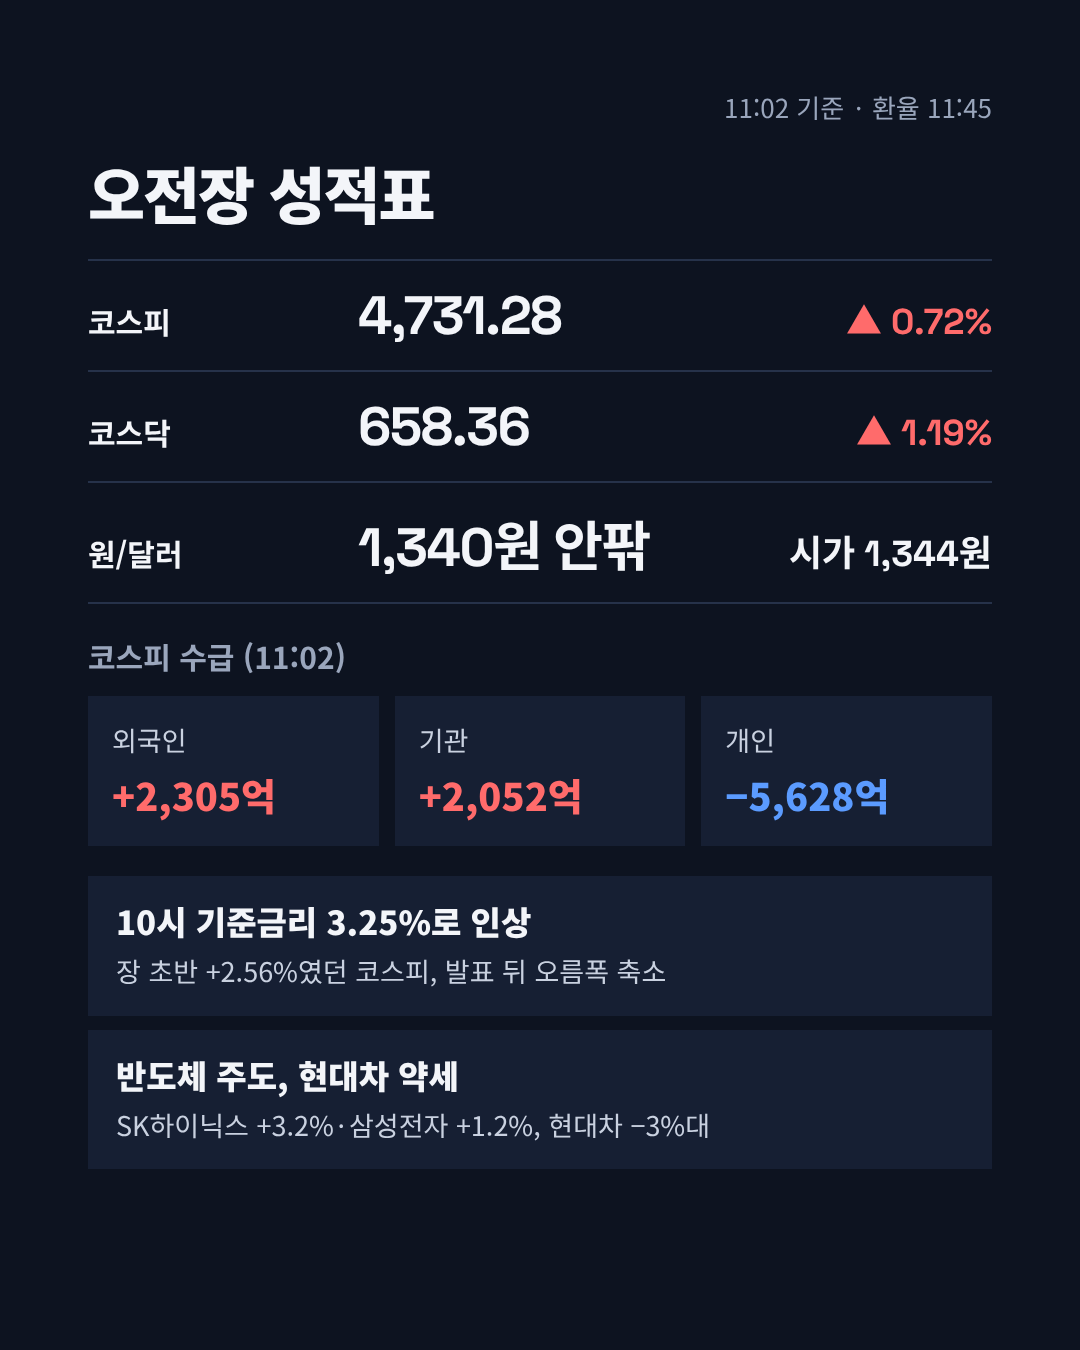 11:02 기준 · 환율 11:45
오전장 성적표
코스피 4,731.28 ▲ 0.72%
코스닥 658.36 ▲ 1.19%
원/달러 1,340원 안팎 시가 1,344원
코스피 수급 (11:02)
외국인 기관 개인
+2,305억 +2,052억 −5,628억
10시 기준금리 3.25%로 인상
장 초반 +2.56%였던 코스피, 발표 뒤 오름폭 축소
반도체 주도, 현대차 약세
SK하이닉스 +3.2%·삼성전자 +1.2%, 현대차 −3%대